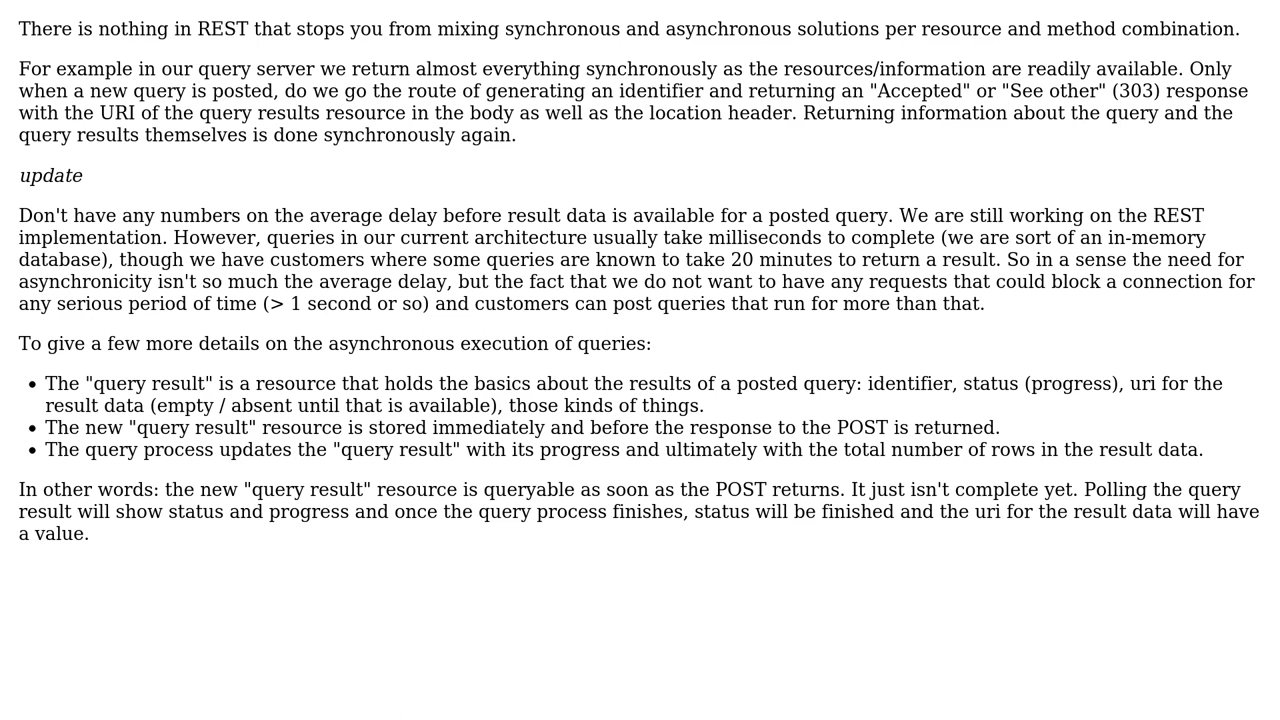 There is nothing in REST that stops you from mixing synchronous and asynchronous solutions per resource and method combination.
For example in our query server we return almost everything synchronously as the resources/information are readily available. Only
when a new query is posted, do we go the route of generating an identifier and returning an "Accepted" or "See other" (303) response
with the URI of the query results resource in the body as well as the location header. Returning information about the query and the
query results themselves is done synchronously again.
update
Don't have any numbers on the average delay before result data is available for a posted query. We are still working on the REST
implementation. However, queries in our current architecture usually take milliseconds to complete (we are sort of an in-memory
database), though we have customers where some queries are known to take 20 minutes to return a result. So in a sense the need for
asynchronicity isn't so much the average delay, but the fact that we do not want to have any requests that could block a connection for
any serious period of time (> 1 second or so) and customers can post queries that run for more than that.
To give a few more details on the asynchronous execution of queries:
• The "query result" is a resource that holds the basics about the results of a posted query: identifier, status (progress), uri for the
result data (empty / absent until that is available), those kinds of things.
• The new "query result" resource is stored immediately and before the response to the POST is returned.
• The query process updates the "query result" with its progress and ultimately with the total number of rows in the result data.
In other words: the new "query result" resource is queryable as soon as the POST returns. It just isn't complete yet. Polling the query
result will show status and progress and once the query process finishes, status will be finished and the uri for the result data will have
a value.